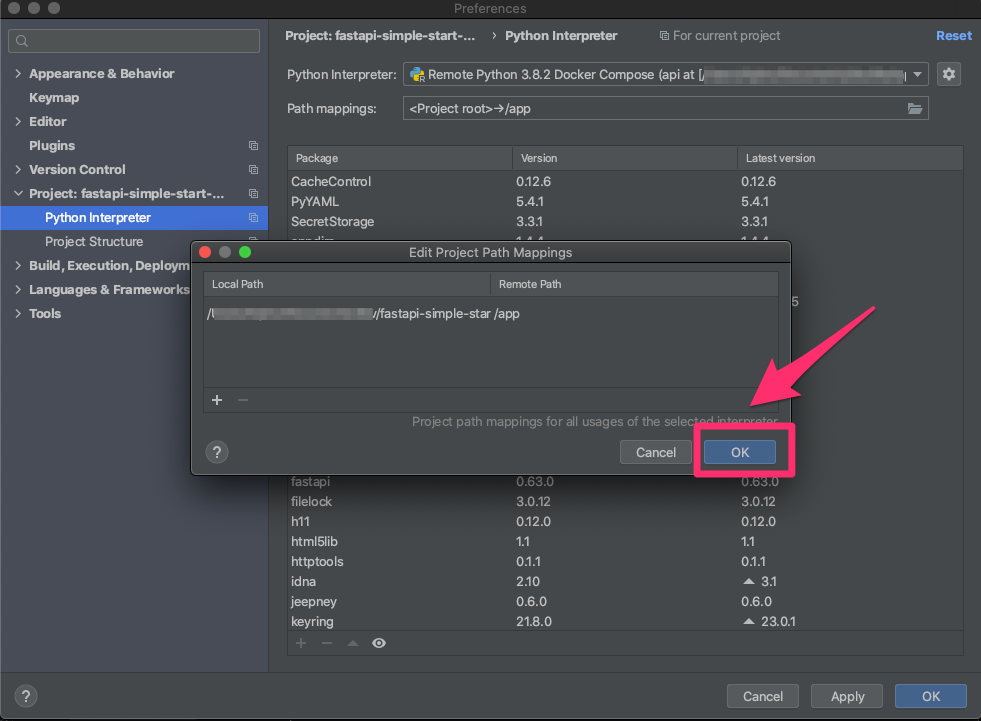 Preferences
Project: fastapi-simple-start-... › Python Interpreter For current project Reset
Appearance & Behavior
Keymap
Editor
Plugins
Version Control
Project: fastapi-simple-start-...
Python Interpreter
Project Structure
Build, Execution, Deploym
Languages & Frameworks
Tools
Python Interpreter: Remote Python 3.8.2 Docker Compose (api at [/
Path mappings: <Project root>→/app
Package Version Latest version
CacheControl 0.12.6 0.12.6
PyYAML 5.4.1 5.4.1
SecretStorage 3.3.1 3.3.1
5
Edit Project Path Mappings
Local Path Remote Path
//fastapi-simple-star /app
Project path mappings for all usages of the selected interpreter
? Cancel OK
fastapi 0.63.0 0.63.0
filelock 3.0.12 3.0.12
h11 0.12.0 0.12.0
html5lib 1.1 1.1
httptools 0.1.1 0.1.1
idna 2.10 3.1
jeepney 0.6.0 0.6.0
keyring 21.8.0 23.0.1
? Cancel Apply OK